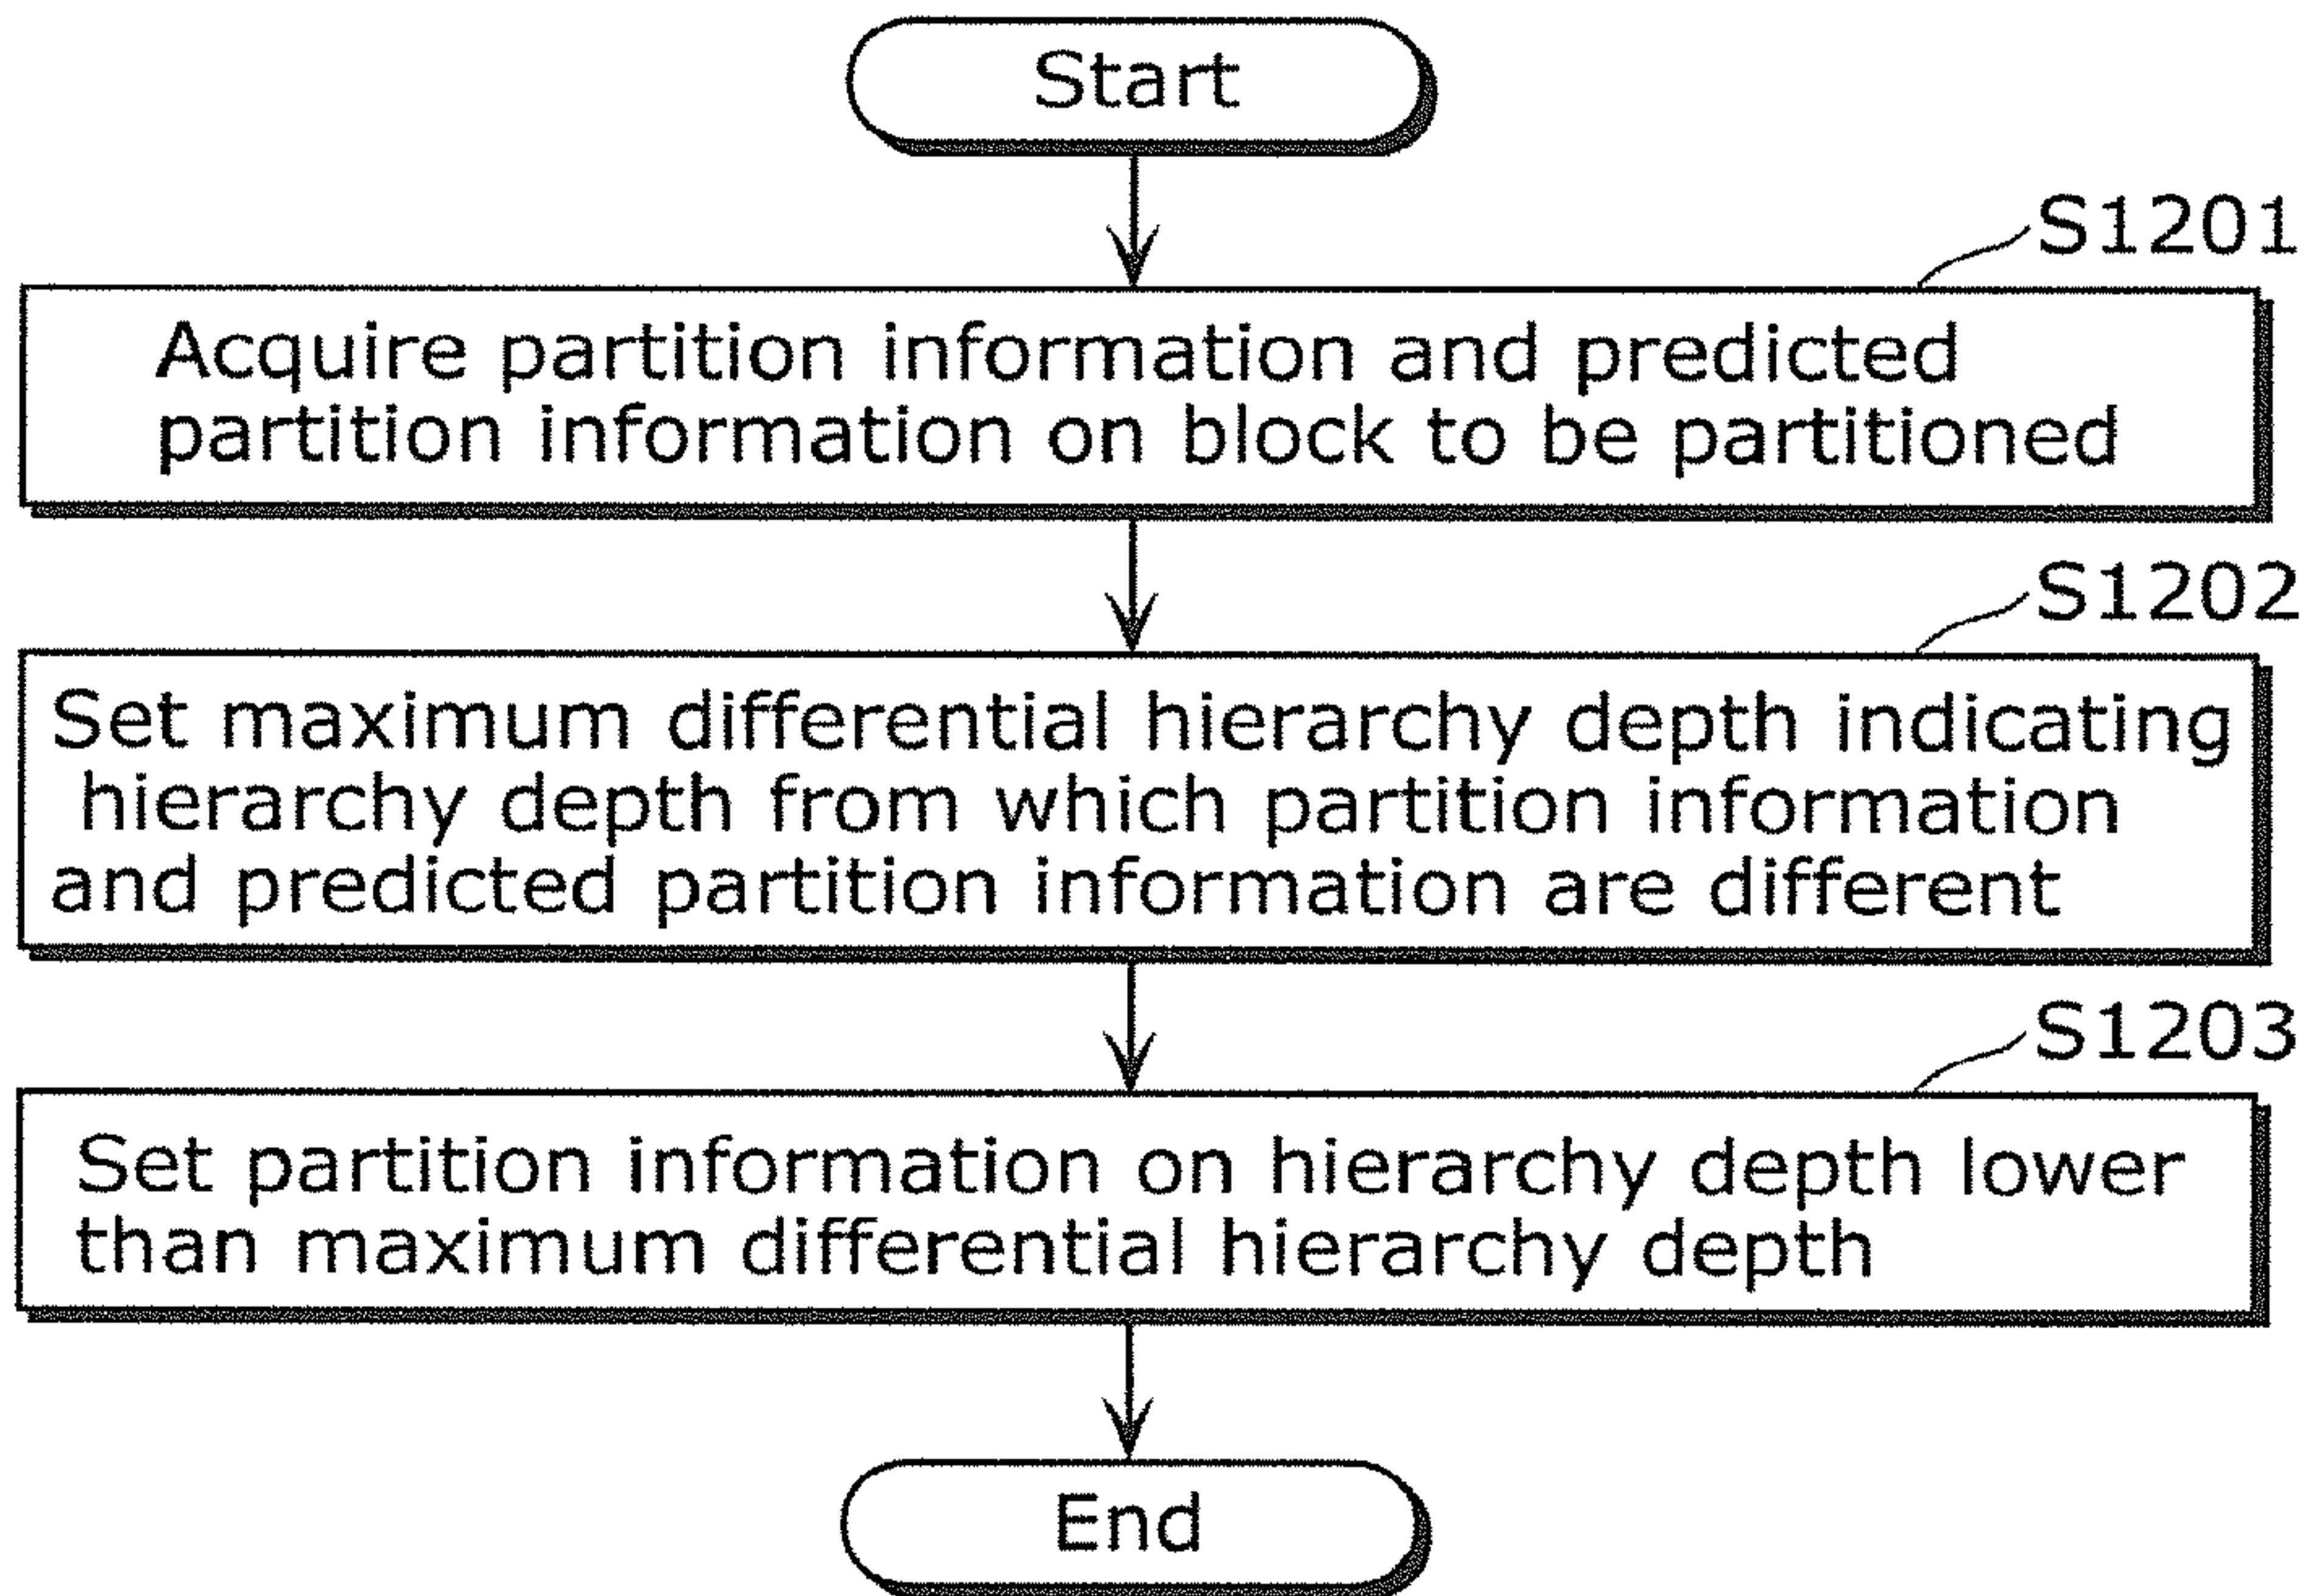 Start
S1201
Acquire partition information and predicted
partition information on block to be partitioned
S1202
Set maximum differential hierarchy depth indicating
hierarchy depth from which partition information
and predicted partition information are different
S1203
Set partition information on hierarchy depth lower
than maximum differential hierarchy depth
End